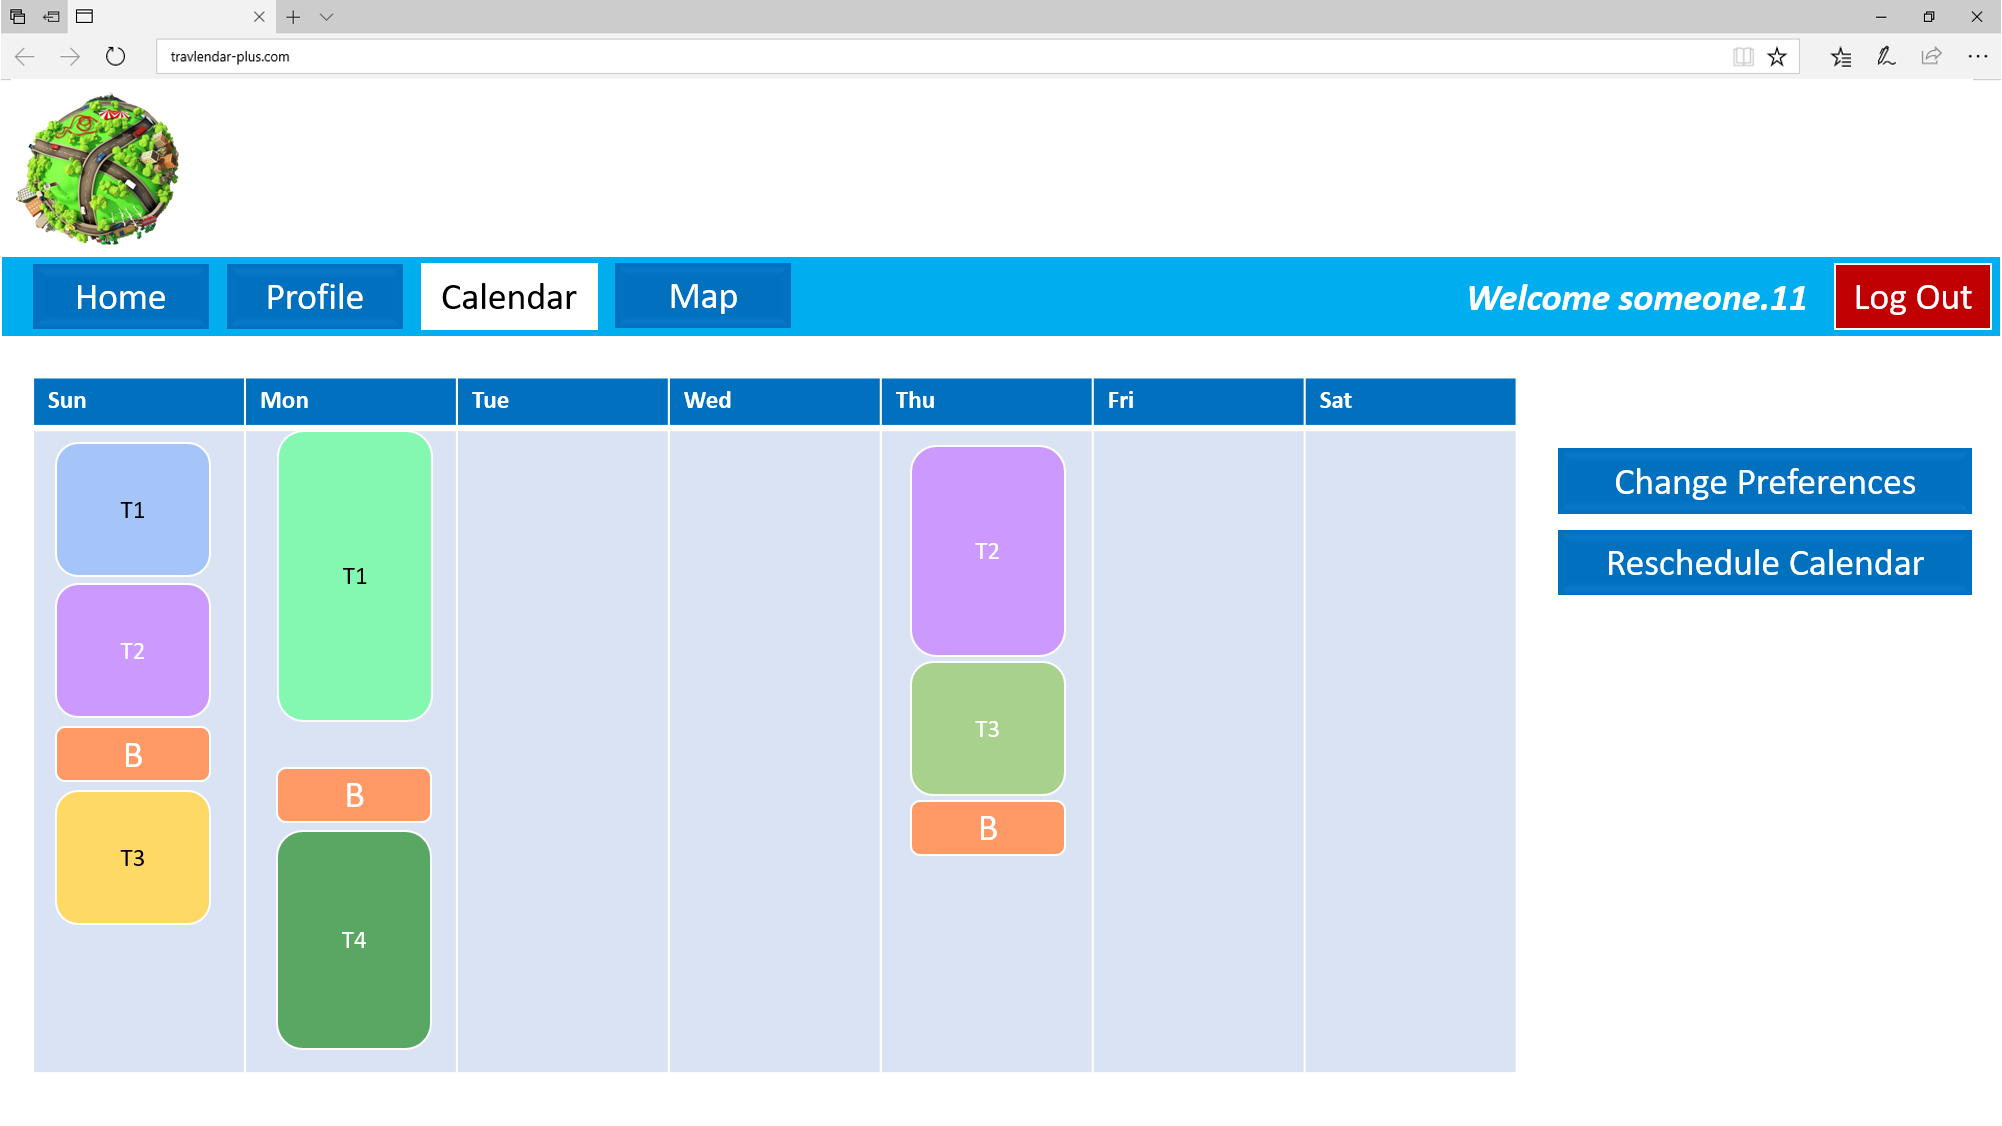 travlendar-plus.com
Home Profile Calendar Map Welcome someone.11 Log Out
Sun Mon Tue Wed Thu Fri Sat
T1
T2
B
T3
T1
B
T4
T2
T3
B
Change Preferences
Reschedule Calendar